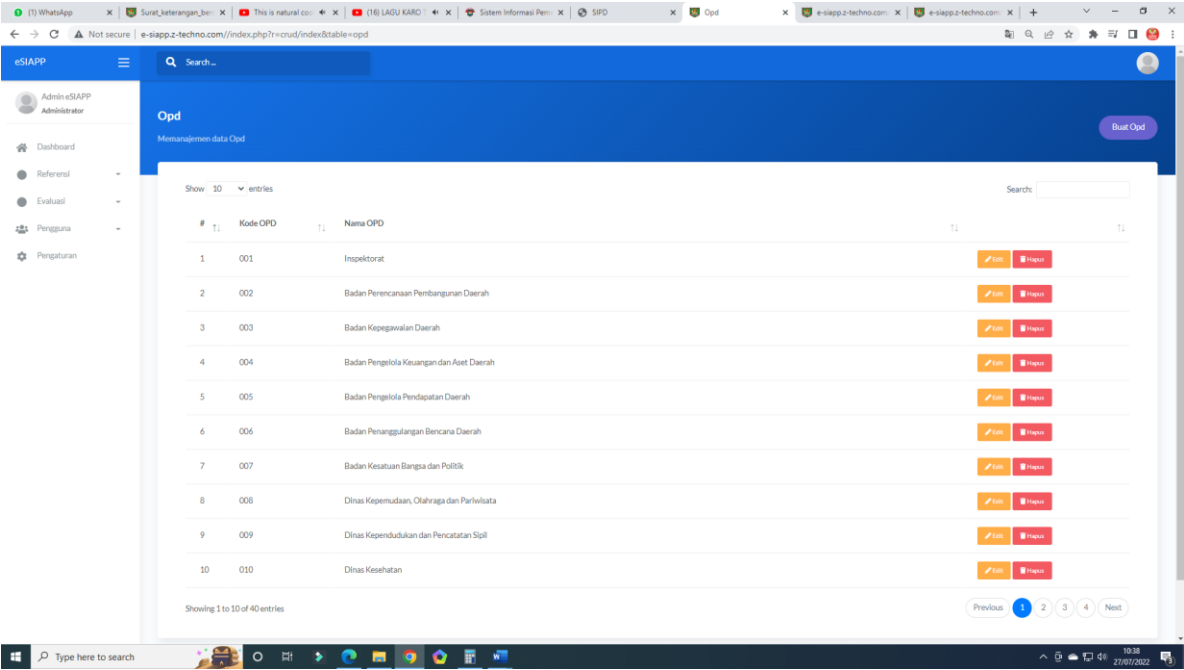 (1) WhatsApp
Surat_keterangan_be
This is natural co
(16) LAGU KARO
Sistem Informasi Pem
SIPD
Opd
e-siapp.z-techno.com
e-siapp.z-techno.com
Not secure | e-siapp.z-techno.com//index.php?r=crud/index&table=opd
eSIAPP
Search...
Admin eSIAPP
Administrator
Opd
Memanajemen data Opd
Buat Opd
Dashboard
Referensi
Evaluasi
Pengguna
Pengaturan
Show 10 entries
Search:
# Kode OPD Nama OPD
1 001 Inspektorat Edit Hapus
2 002 Badan Perencanaan Pembangunan Daerah Edit Hapus
3 003 Badan Kepegawaian Daerah Edit Hapus
4 004 Badan Pengelola Keuangan dan Aset Daerah Edit Hapus
5 005 Badan Pengelola Pendapatan Daerah Edit Hapus
6 006 Badan Penanggulangan Bencana Daerah Edit Hapus
7 007 Badan Kesatuan Bangsa dan Politik Edit Hapus
8 008 Dinas Kepemudaan, Olahraga dan Pariwisata Edit Hapus
9 009 Dinas Kependudukan dan Pencatatan Sipil Edit Hapus
10 010 Dinas Kesehatan Edit Hapus
Showing 1 to 10 of 40 entries
Previous 1 2 3 4 Next
Type here to search
10:38
27/07/2022